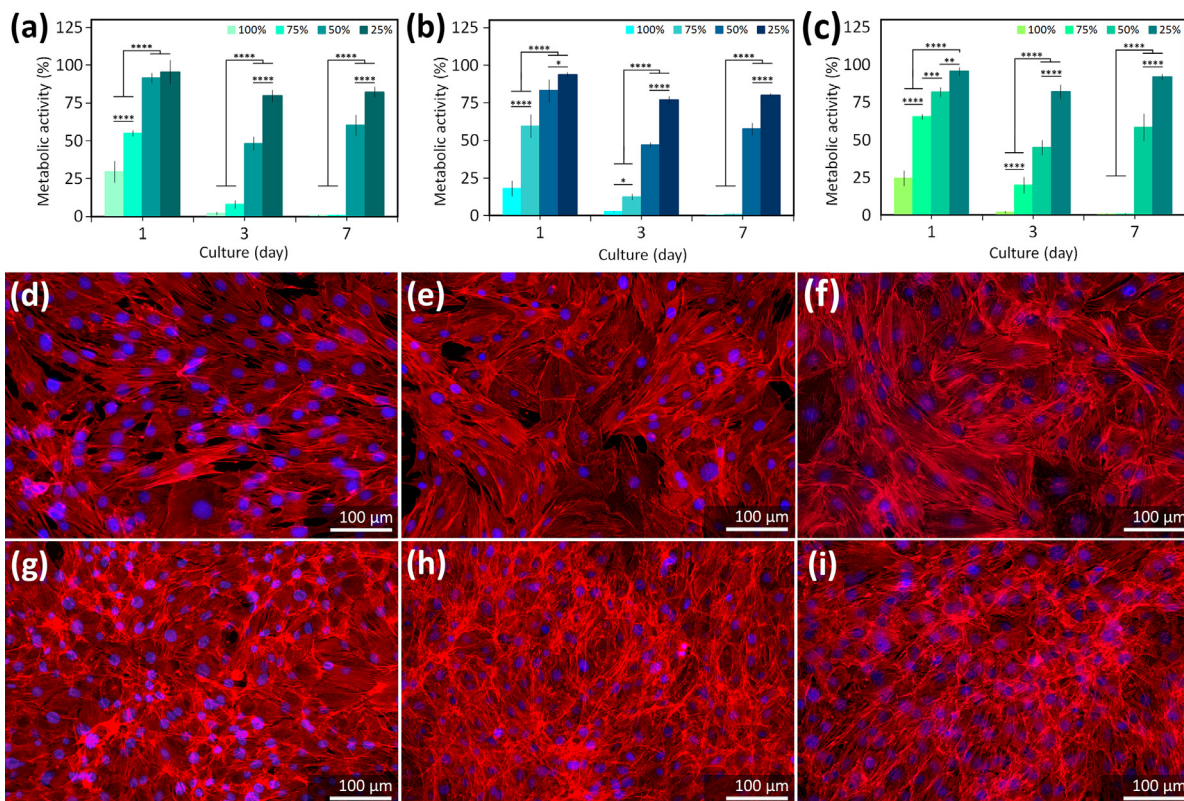 (a)
Metabolic activity (%)
125
100
75
50
25
0
100% 75% 50% 25%
****
****
****
****
****
****
1 3 7
Culture (day)
(b)
Metabolic activity (%)
125
100
75
50
25
0
100% 75% 50% 25%
****
*
****
****
****
*
****
****
1 3 7
Culture (day)
(c)
Metabolic activity (%)
125
100
75
50
25
0
100% 75% 50% 25%
****
*** **
****
****
****
****
****
****
1 3 7
Culture (day)
(d)
100 µm
(e)
100 µm
(f)
100 µm
(g)
100 µm
(h)
100 µm
(i)
100 µm